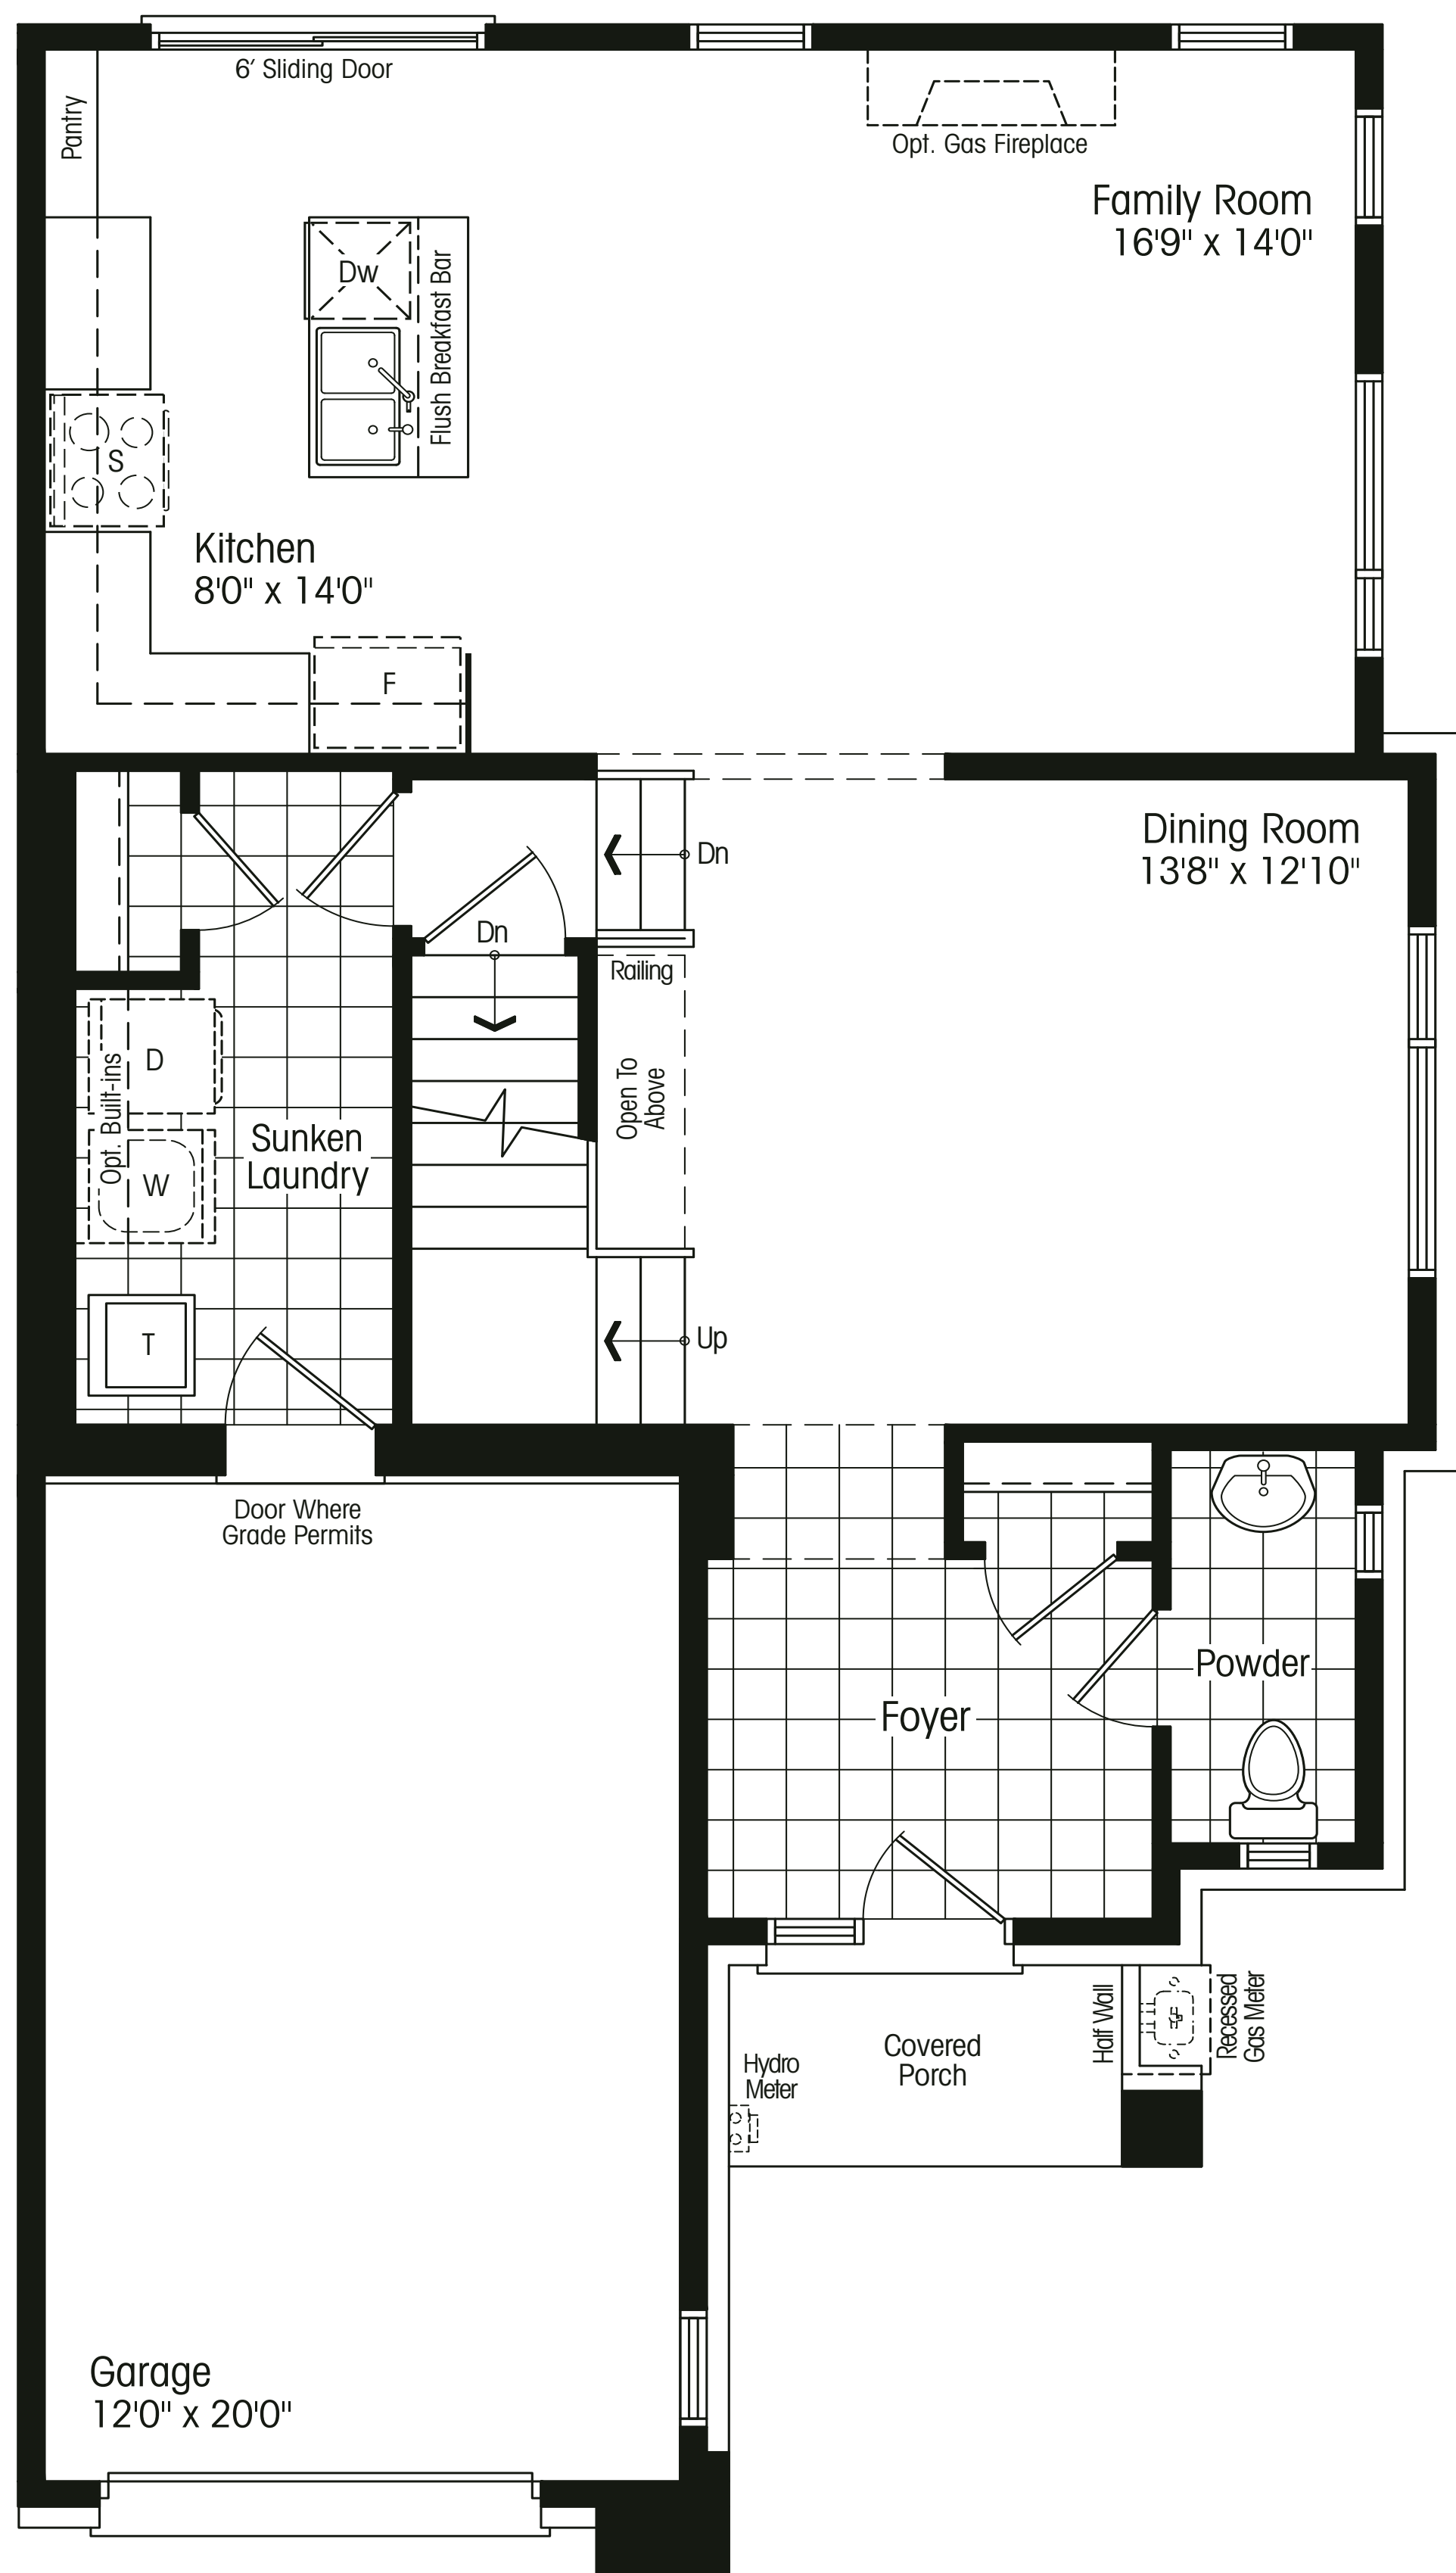 6' Sliding Door
Pantry
Opt. Gas Fireplace
Family Room
16'9" x 14'0"
Dw
Flush Breakfast Bar
S
Kitchen
8'0" x 14'0"
F
Dining Room
13'8" x 12'10"
Dn
Dn
Railing
Open To
Above
D
Opt. Built-ins
W
Sunken
Laundry
T
Up
Door Where
Grade Permits
Powder
Foyer
Half Wall
Recessed
Gas Meter
G
Covered
Porch
Hydro
Meter
Garage
12'0" x 20'0"